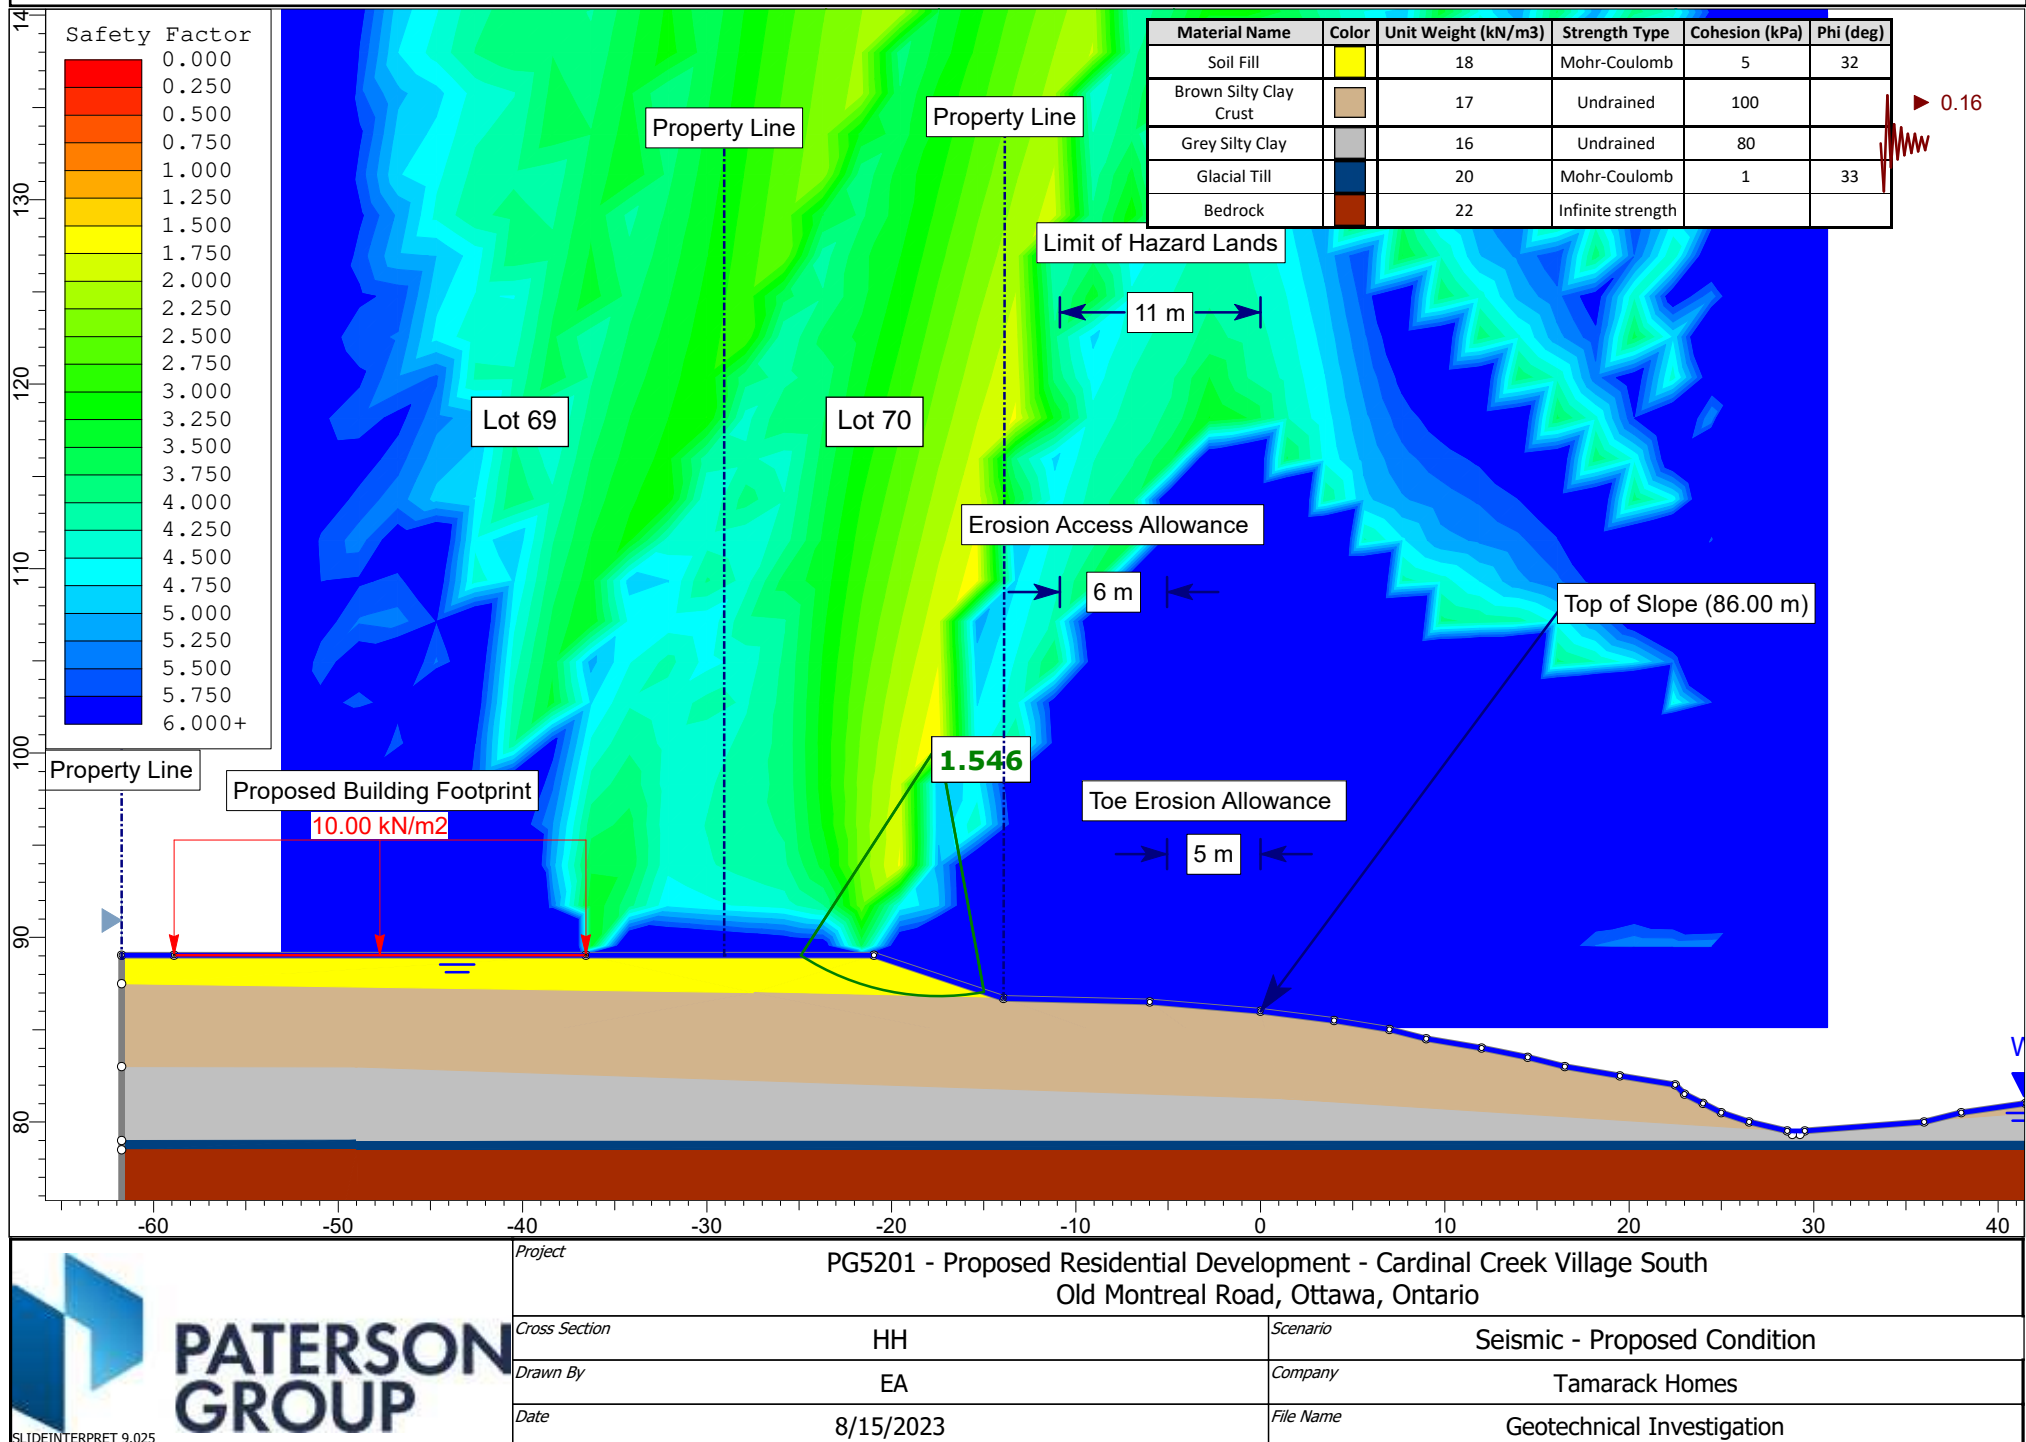 Safety Factor
0.000
0.250
0.500
0.750
1.000
1.250
1.500
1.750
2.000
2.250
2.500
2.750
3.000
3.250
3.500
3.750
4.000
4.250
4.500
4.750
5.000
5.250
5.500
5.750
6.000+
Material Name Color Unit Weight (kN/m3) Strength Type Cohesion (kPa) Phi (deg)
Soil Fill 18 Mohr-Coulomb 5 32
Brown Silty Clay
Crust 17 Undrained 100
Grey Silty Clay 16 Undrained 80
Glacial Till 20 Mohr-Coulomb 1 33
Bedrock 22 Infinite strength
0.16
Property Line
Property Line
Limit of Hazard Lands
11 m
Lot 69
Lot 70
Erosion Access Allowance
6 m
Top of Slope (86.00 m)
1.546
Property Line
Proposed Building Footprint
10.00 kN/m2
Toe Erosion Allowance
5 m
W
14
130
120
110
100
90
80
-60 -50 -40 -30 -20 -10 0 10 20 30 40
PATERSON
GROUP
SLIDEINTERPRET 9.025
Project
PG5201 - Proposed Residential Development - Cardinal Creek Village South
Old Montreal Road, Ottawa, Ontario
Cross Section HH
Scenario Seismic - Proposed Condition
Drawn By EA
Company Tamarack Homes
Date 8/15/2023
File Name Geotechnical Investigation